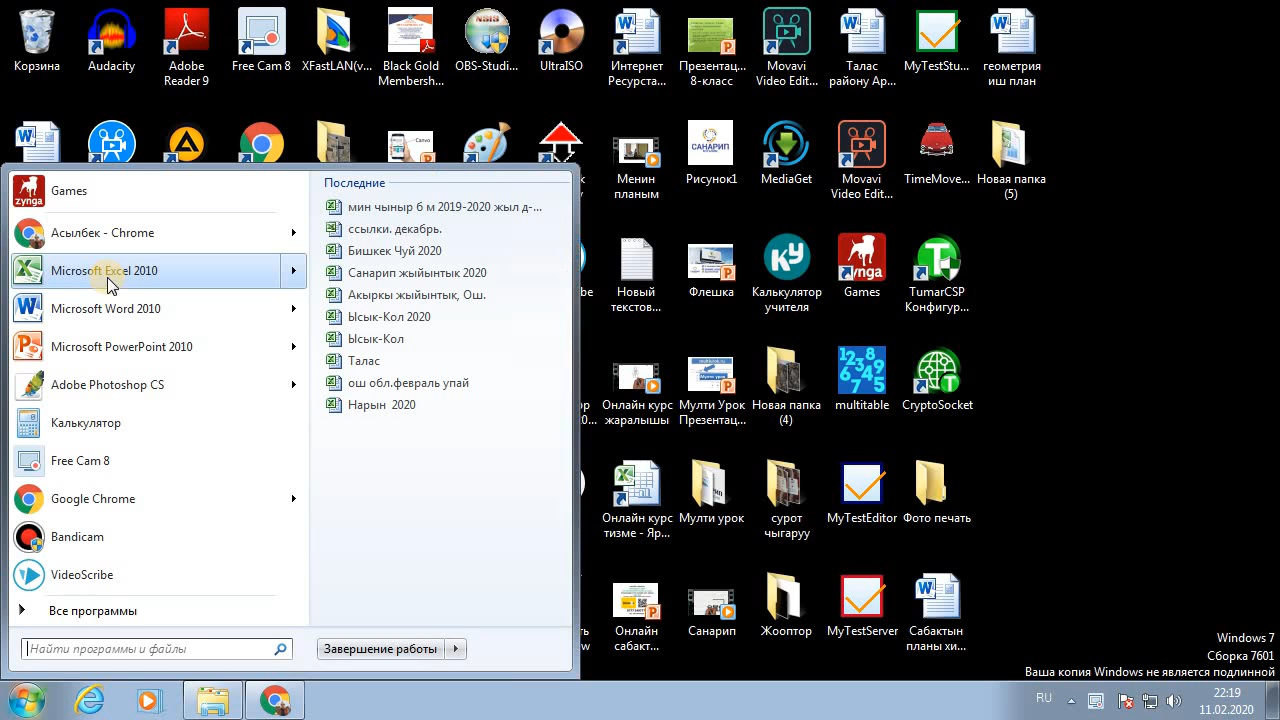 Корзина
Audacity
Adobe
Reader 9
Free Cam 8
XFastLAN(v...
Black Gold
Membersh...
OBS-Studi...
UltraISO
Интернет
Ресурста...
Презентац...
8-класс
Movavi
Video Edit...
Талас
району Ар...
MyTestStu...
геометрия
иш план
Менин
планым
САНАРИП
Рисунок1
MediaGet
Movavi
Video Edit...
TimeMove...
Новая папка
(5)
Новый
текстов...
Флешка
Калькулятор
учителя
Games
TumarCSP
Конфигур...
Онлайн курс
жаралышы
Мулти Урок
Презентац...
Новая папка
(4)
multitable
CryptoSocket
Онлайн курс
тизме - Яр...
Мулти урок
сурот
чыгаруу
MyTestEditor
Фото печать
Онлайн
сабакт...
Санарип
Жооптор
MyTestServer
Сабактын
планы хи...
Games
Асылбек - Chrome
Microsoft Excel 2010
Microsoft Word 2010
Microsoft PowerPoint 2010
Adobe Photoshop CS
Калькулятор
Free Cam 8
Google Chrome
Bandicam
VideoScribe
Все программы
Найти программы и файлы
Последние
мин чыныр 6 м 2019-2020 жыл д-...
ссылки. декабрь.
Бишкек Чуй 2020
Санарип жыйынтык 2020
Акыркы жыйынтык, Ош.
Ысык-Кол 2020
Ысык-Кол
Талас
ош обл.февраль упай
Нарын 2020
Завершение работы
Windows 7
Сборка 7601
Ваша копия Windows не является подлинной
RU
22:19
11.02.2020